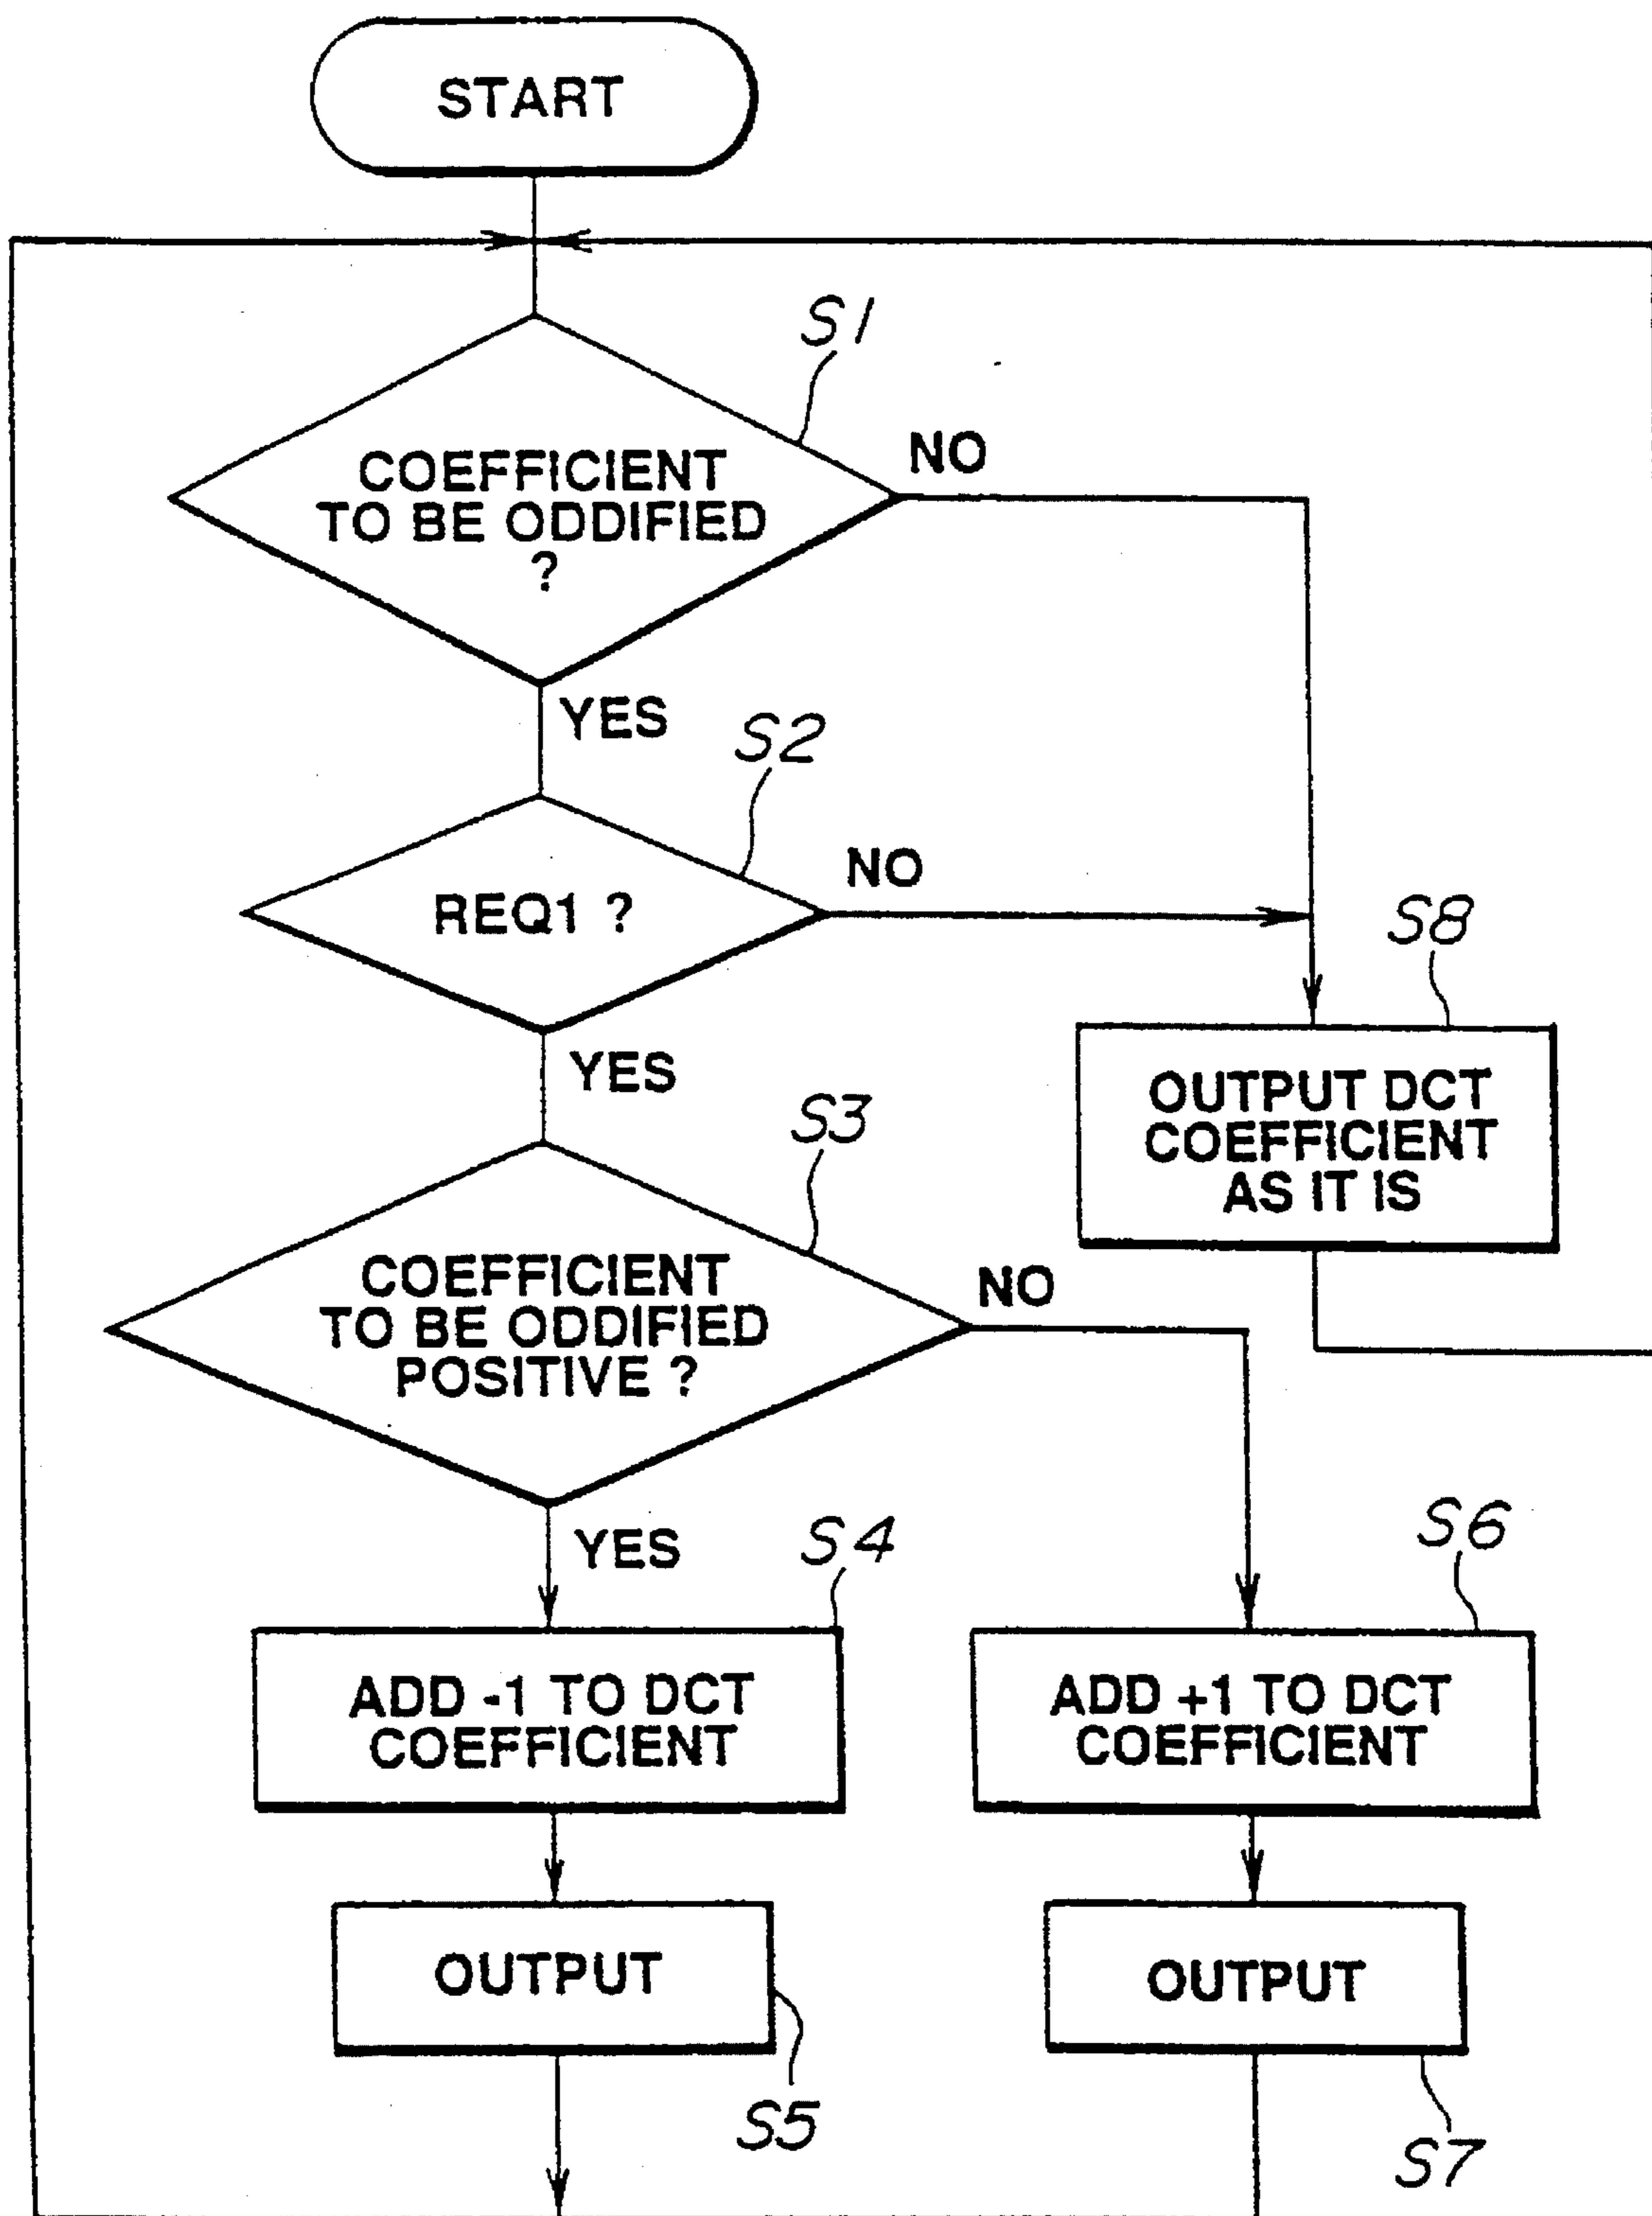 START
S1
COEFFICIENT
TO BE ODDIFIED
?
NO
YES
S2
REQ1 ?
NO
YES
S8
OUTPUT DCT
COEFFICIENT
AS IT IS
S3
COEFFICIENT
TO BE ODDIFIED
POSITIVE ?
NO
YES
S4
ADD -1 TO DCT
COEFFICIENT
S6
ADD +1 TO DCT
COEFFICIENT
OUTPUT
S5
OUTPUT
S7